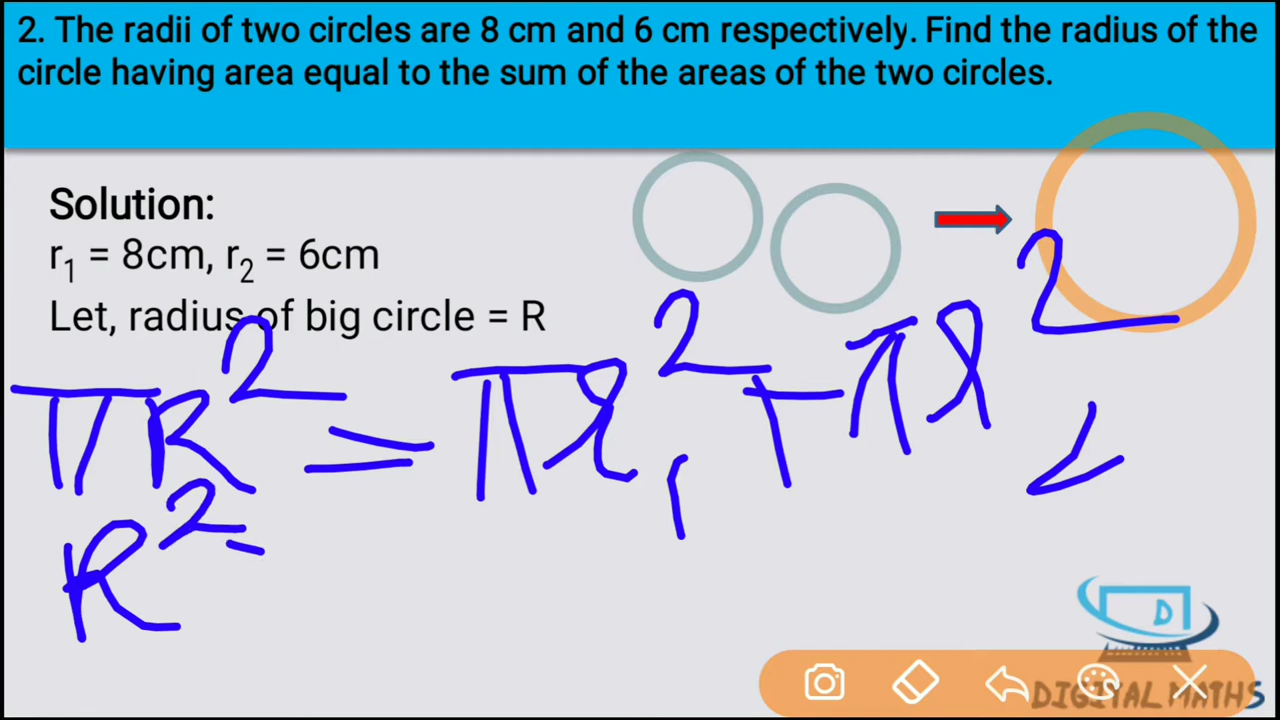 2. The radii of two circles are 8 cm and 6 cm respectively. Find the radius of the
circle having area equal to the sum of the areas of the two circles.
Solution:
r₁ = 8cm, r₂ = 6cm
Let, radius of big circle = R
πR² = πr₁² + πr₂²
R² =
D
DIGITAL MATHS